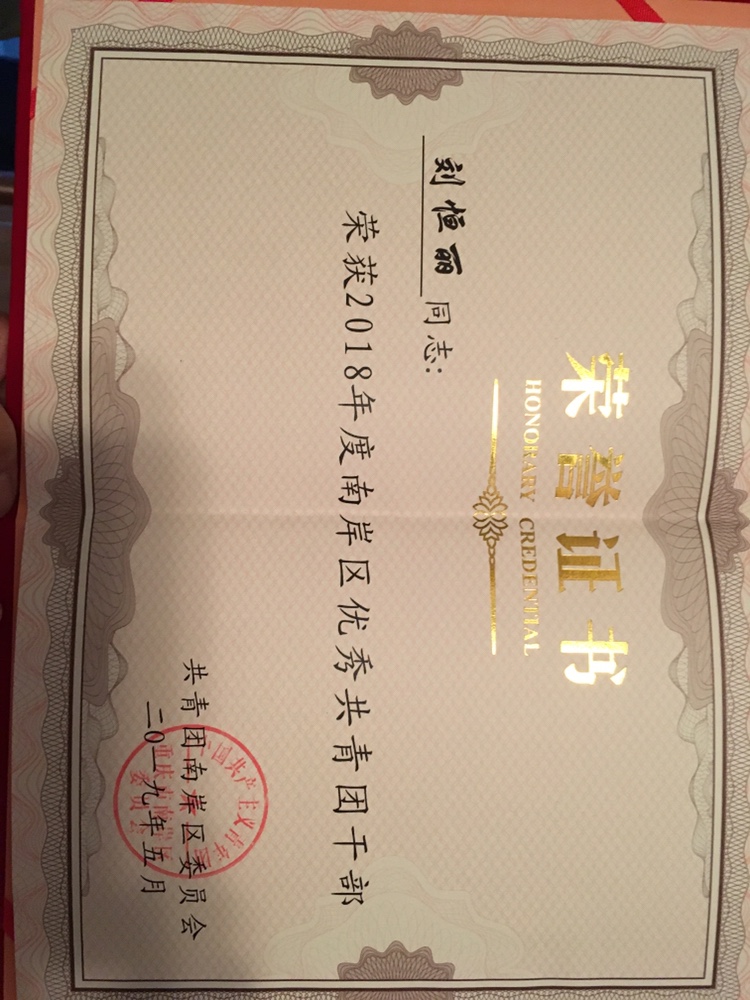 荣誉证书
HONORARY CREDENTIAL
刘恒丽同志:
荣获2018年度南岸区优秀共青团干部
共青团南岸区委员会
二0一九年五月